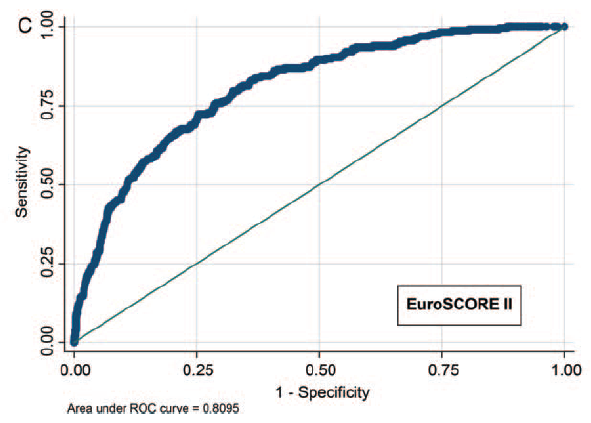 C
1.00
0.75
0.50
0.25
0.00
Sensitivity
EuroSCORE II
0.00 0.25 0.50 0.75 1.00
1 - Specificity
Area under ROC curve = 0.8095